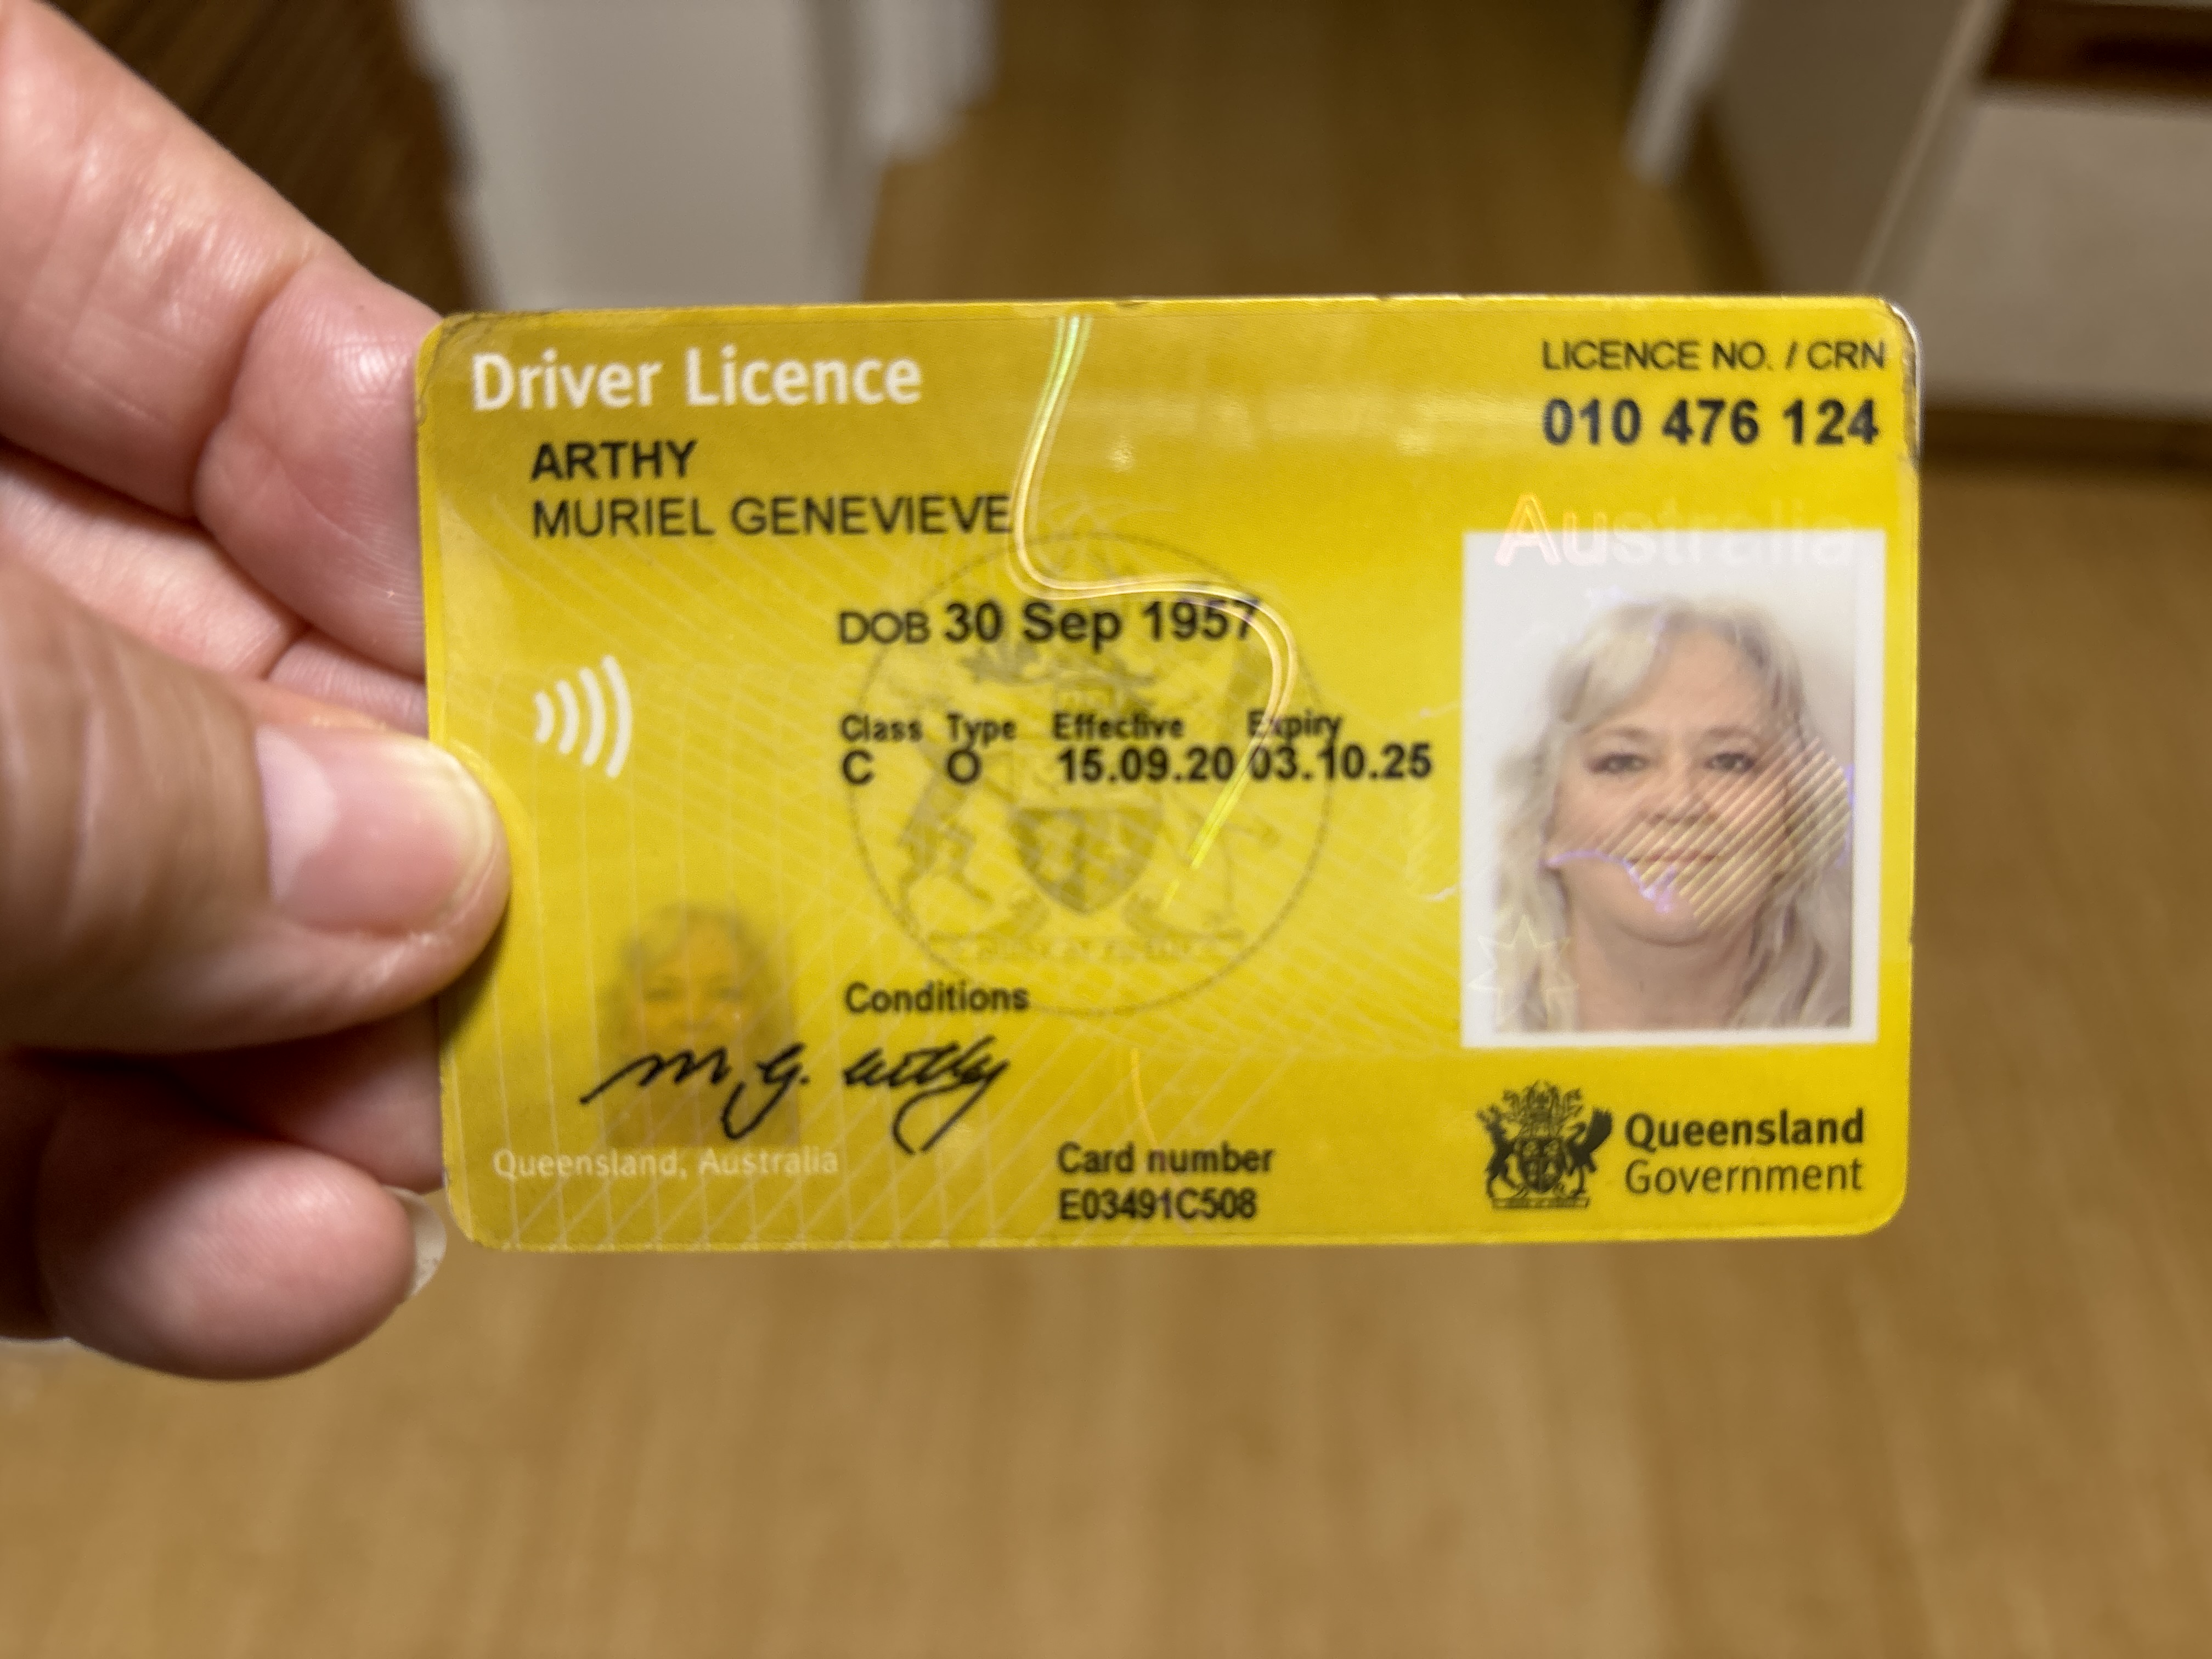 Driver Licence
LICENCE NO. / CRN
010 476 124
ARTHY
MURIEL GENEVIEVE
Australia
DOB 30 Sep 1957
Class Type Effective Expiry
C O 15.09.20 03.10.25
Conditions
M. G. Arthy
Queensland, Australia
Card number
E03491C508
Queensland
Government